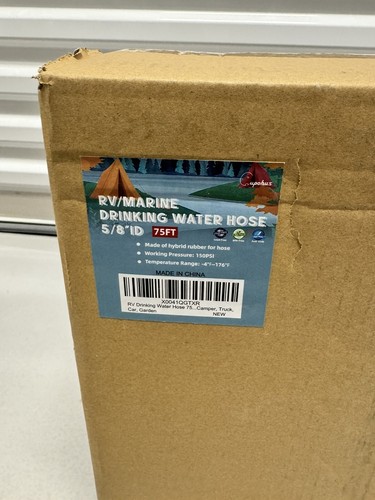 RV/MARINE
DRINKING WATER HOSE
5/8"ID 75FT
Made of hybrid rubber for hose
Working Pressure: 150PSI
Temperature Range: -4°F~176°F
MADE IN CHINA
X0041QGTXR
RV Drinking Water Hose 75...Camper, Truck,
Car, Garden
NEW